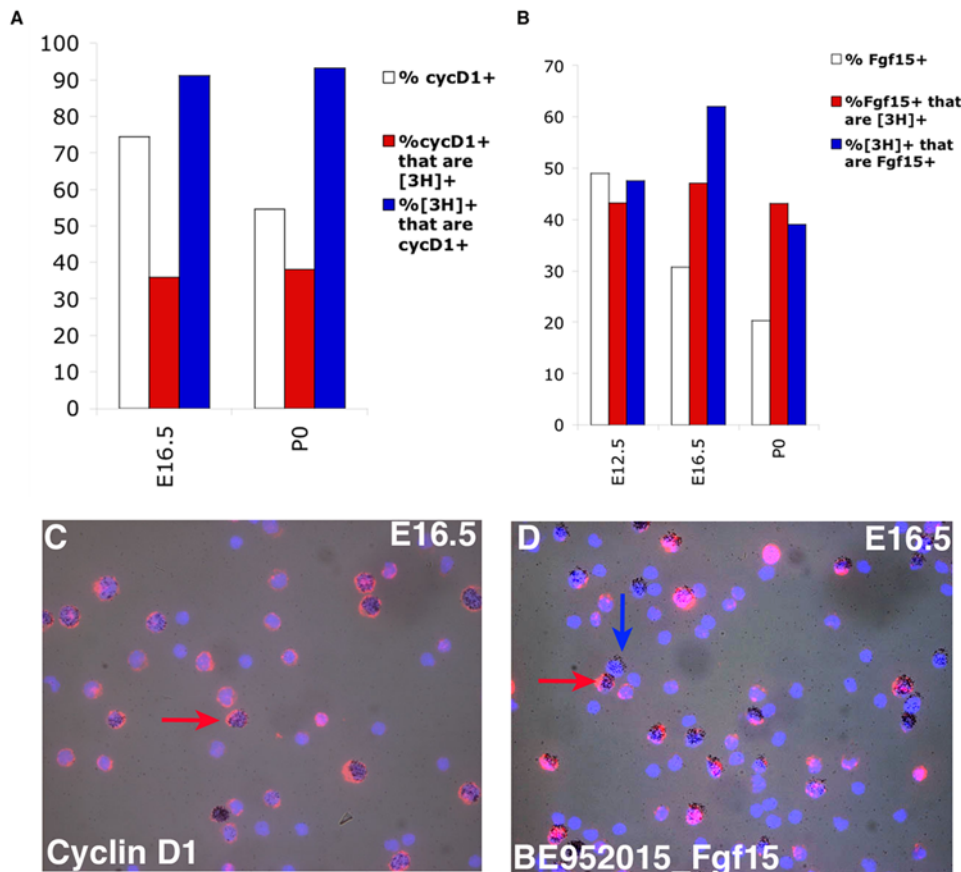 A
100
90
80
70
60
50
40
30
20
10
0
E16.5
P0
% cycD1+
%cycD1+
that are
[3H]+
%[3H]+
that are
cycD1+
B
70
60
50
40
30
20
10
0
E12.5
E16.5
P0
% Fgf15+
%Fgf15+ that
are [3H]+
%[3H]+ that
are Fgf15+
C
E16.5
Cyclin D1
D
E16.5
BE952015_Fgf15